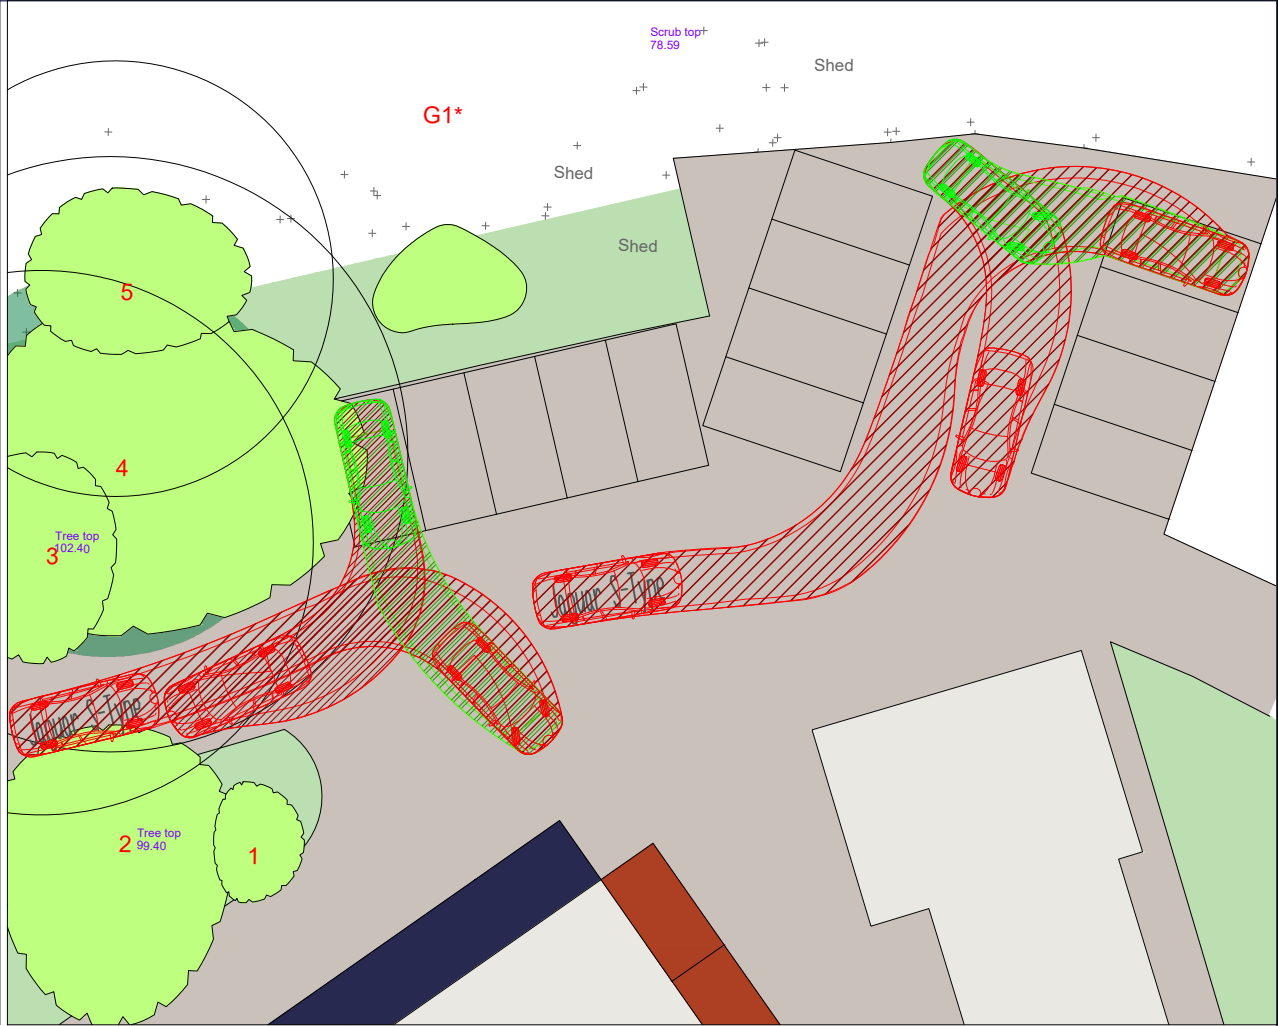 Scrub top
78.59
Shed
G1*
Shed
Shed
5
4
Tree top
102.40
3
Jaguar S-Type
Jaguar S-Type
2
Tree top
99.40
1